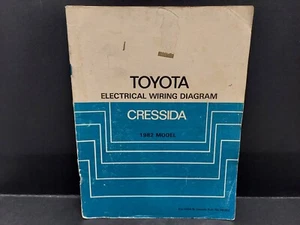 TOYOTA
ELECTRICAL WIRING DIAGRAM
CRESSIDA
1982 MODEL